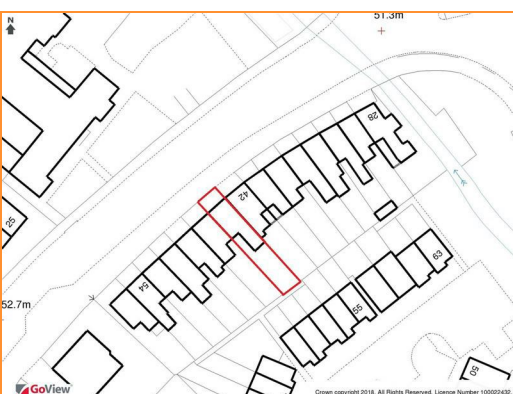 N
51.3m
28
42
25
54
52.7m
63
55
50
GoView
Crown copyright 2018. All Rights Reserved. Licence Number 100022432.